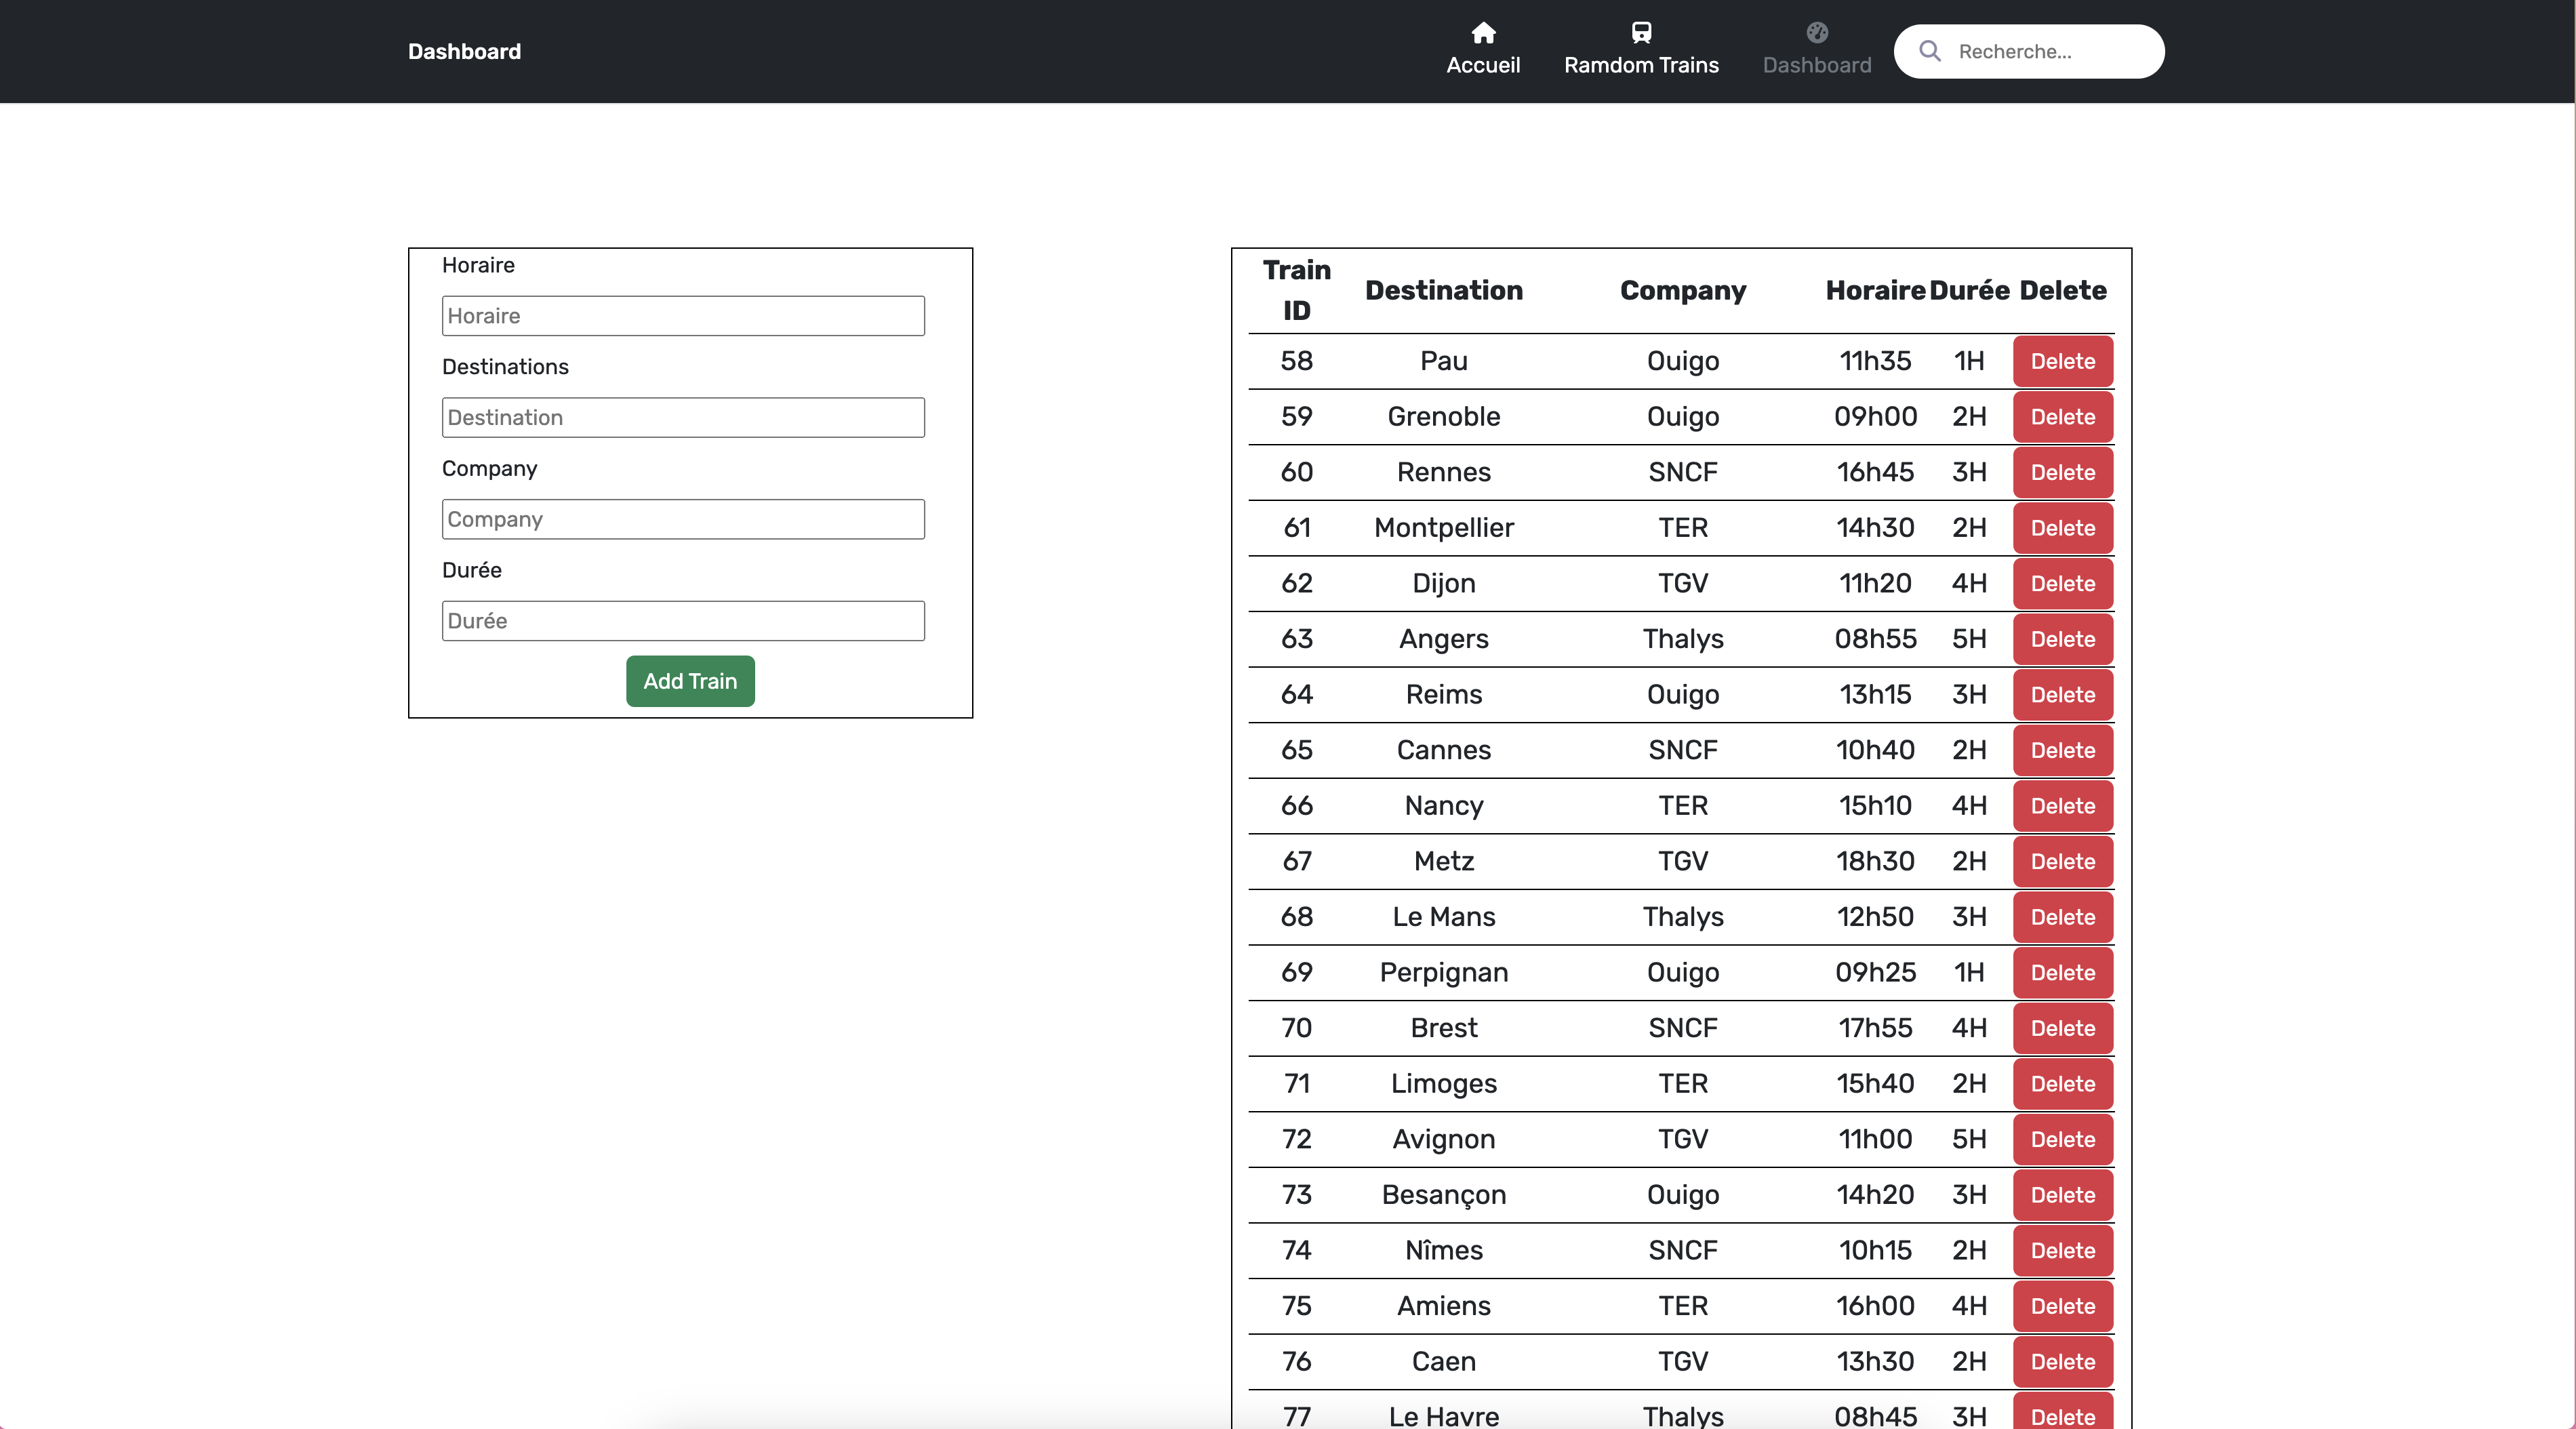 Dashboard
Accueil
Ramdom Trains
Dashboard
Recherche...
Horaire
Horaire
Destinations
Destination
Company
Company
Durée
Durée
Add Train
Train ID Destination Company Horaire Durée Delete
58 Pau Ouigo 11h35 1H Delete
59 Grenoble Ouigo 09h00 2H Delete
60 Rennes SNCF 16h45 3H Delete
61 Montpellier TER 14h30 2H Delete
62 Dijon TGV 11h20 4H Delete
63 Angers Thalys 08h55 5H Delete
64 Reims Ouigo 13h15 3H Delete
65 Cannes SNCF 10h40 2H Delete
66 Nancy TER 15h10 4H Delete
67 Metz TGV 18h30 2H Delete
68 Le Mans Thalys 12h50 3H Delete
69 Perpignan Ouigo 09h25 1H Delete
70 Brest SNCF 17h55 4H Delete
71 Limoges TER 15h40 2H Delete
72 Avignon TGV 11h00 5H Delete
73 Besançon Ouigo 14h20 3H Delete
74 Nîmes SNCF 10h15 2H Delete
75 Amiens TER 16h00 4H Delete
76 Caen TGV 13h30 2H Delete
77 Le Havre Thalys 08h45 3H Delete